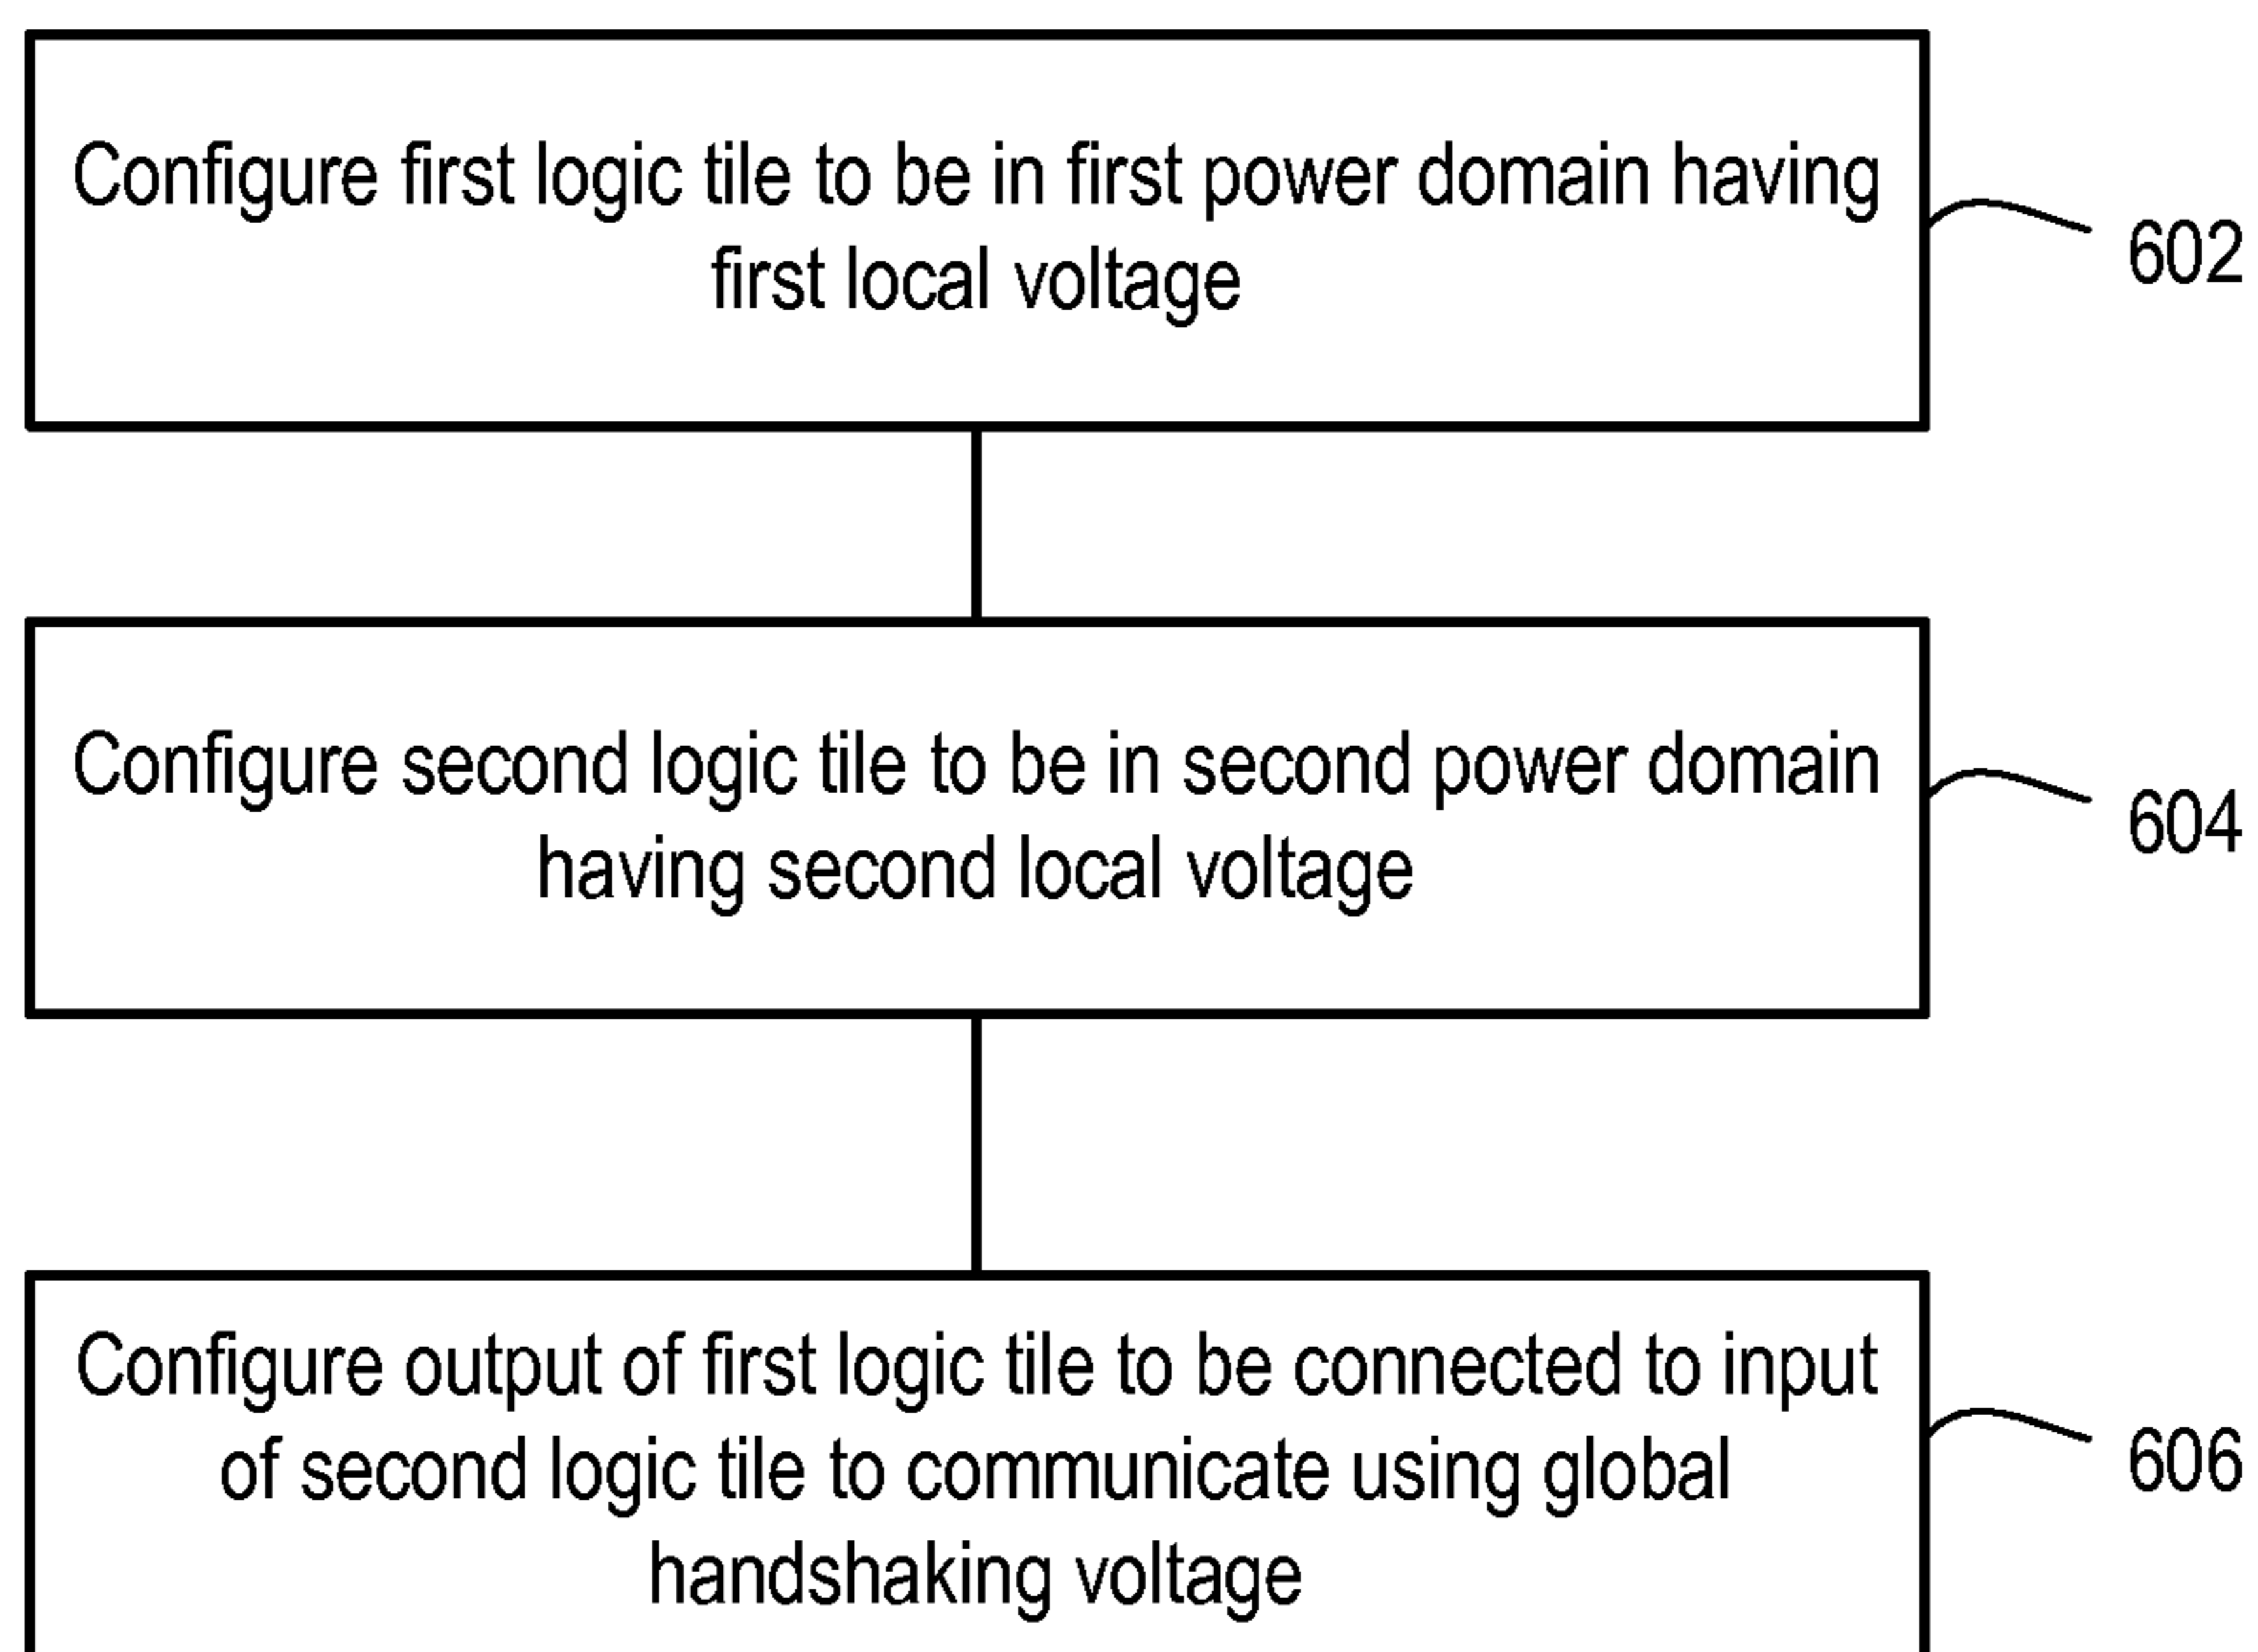 Configure first logic tile to be in first power domain having
first local voltage
602
Configure second logic tile to be in second power domain
having second local voltage
604
Configure output of first logic tile to be connected to input
of second logic tile to communicate using global
handshaking voltage
606